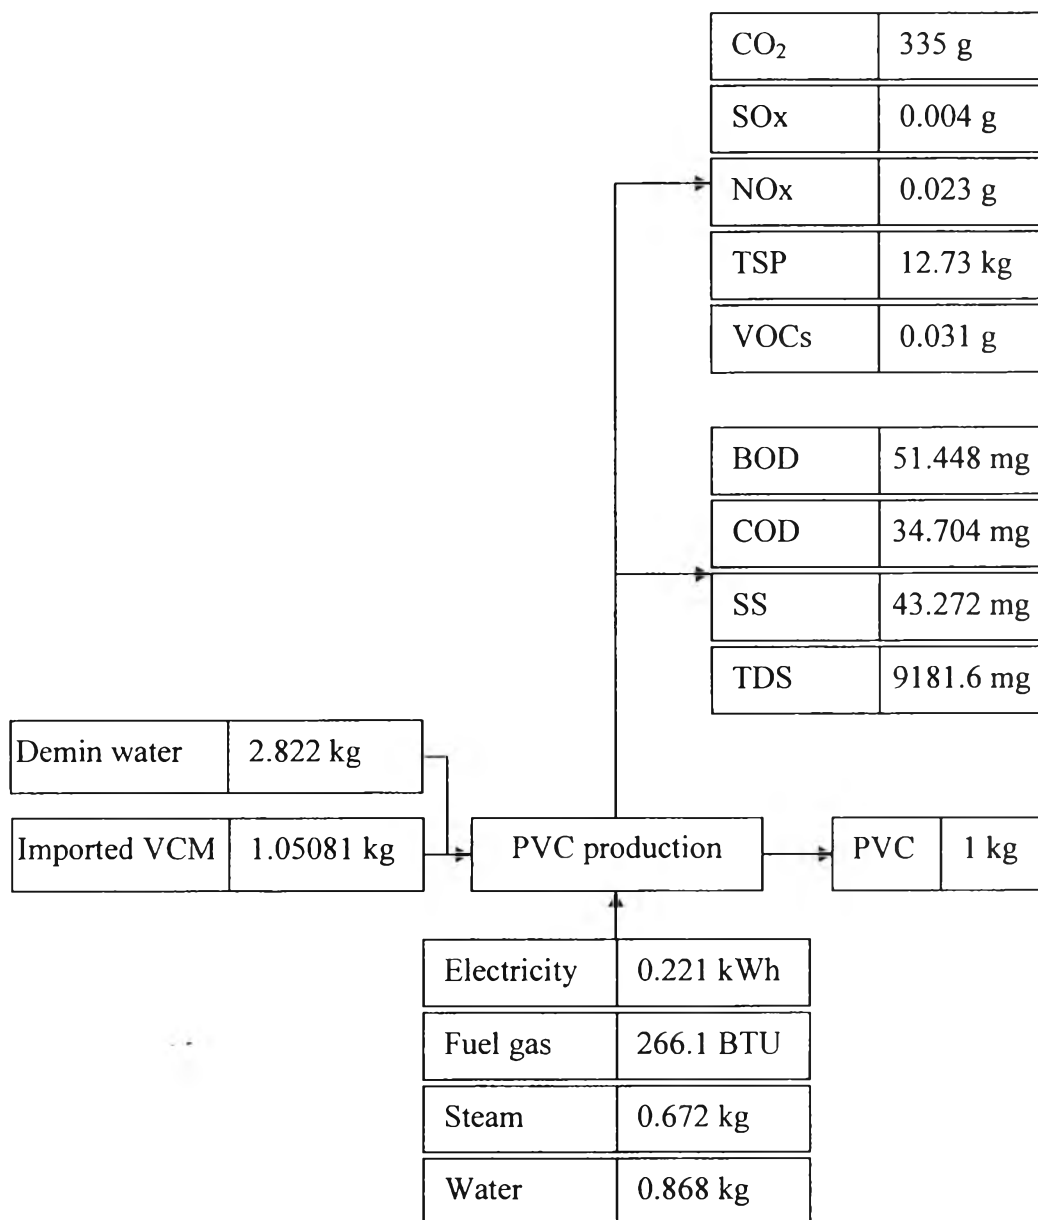 CO₂ 335 g
SOx 0.004 g
NOx 0.023 g
TSP 12.73 kg
VOCs 0.031 g
BOD 51.448 mg
COD 34.704 mg
SS 43.272 mg
TDS 9181.6 mg
Demin water 2.822 kg
Imported VCM 1.05081 kg
PVC production
PVC 1 kg
Electricity 0.221 kWh
Fuel gas 266.1 BTU
Steam 0.672 kg
Water 0.868 kg